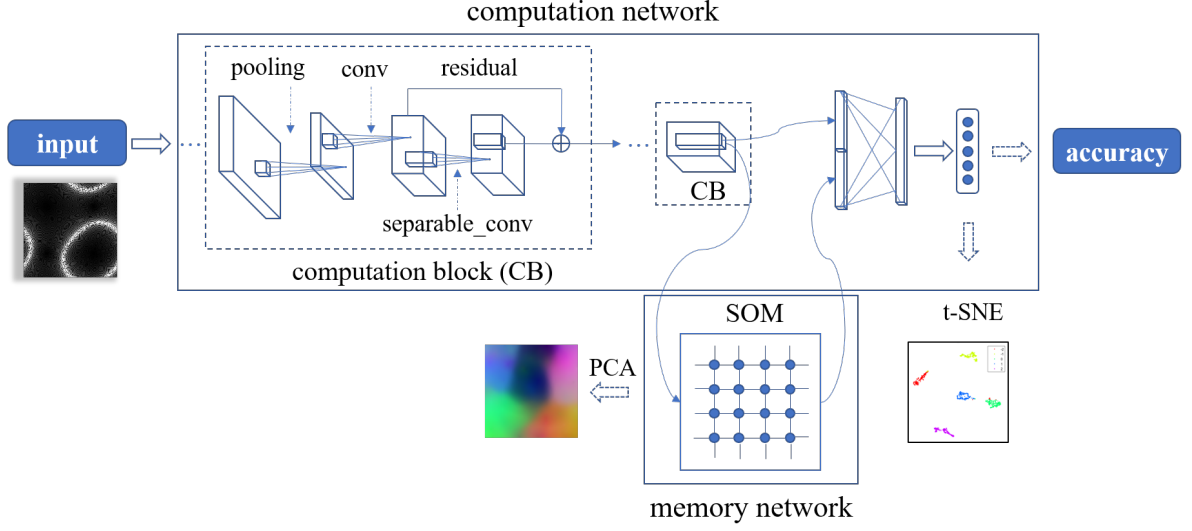 computation network
pooling
conv
residual
input
...
...
CB
accuracy
separable_conv
computation block (CB)
SOM
t-SNE
PCA
memory network